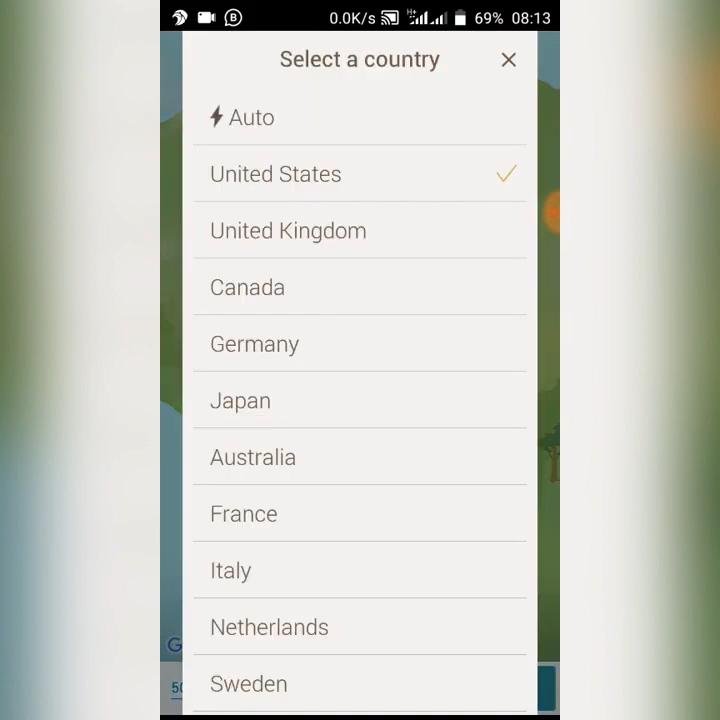 0.0K/s H+ 69% 08:13
Select a country
Auto
United States
United Kingdom
Canada
Germany
Japan
Australia
France
Italy
Netherlands
Sweden
G
50